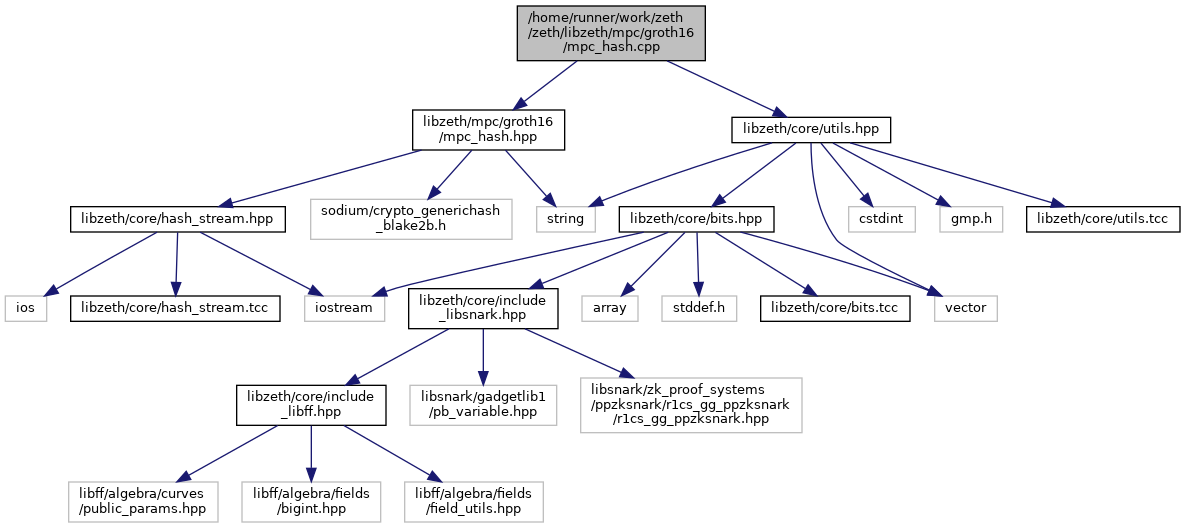 /home/runner/work/zeth
/zeth/libzeth/mpc/groth16
/mpc_hash.cpp
libzeth/mpc/groth16
/mpc_hash.hpp
libzeth/core/utils.hpp
libzeth/core/hash_stream.hpp
sodium/crypto_generichash
_blake2b.h
string
libzeth/core/bits.hpp
cstdint
gmp.h
libzeth/core/utils.tcc
ios
libzeth/core/hash_stream.tcc
iostream
libzeth/core/include
_libsnark.hpp
array
stddef.h
libzeth/core/bits.tcc
vector
libzeth/core/include
_libff.hpp
libsnark/gadgetlib1
/pb_variable.hpp
libsnark/zk_proof_systems
/ppzksnark/r1cs_gg_ppzksnark
/r1cs_gg_ppzksnark.hpp
libff/algebra/curves
/public_params.hpp
libff/algebra/fields
/bigint.hpp
libff/algebra/fields
/field_utils.hpp